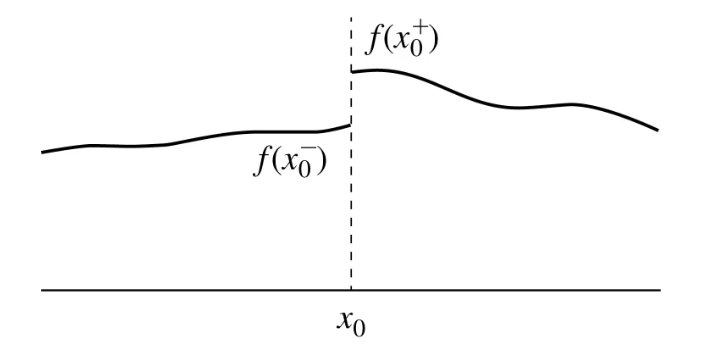 f(x₀⁺)
f(x₀⁻)
x₀